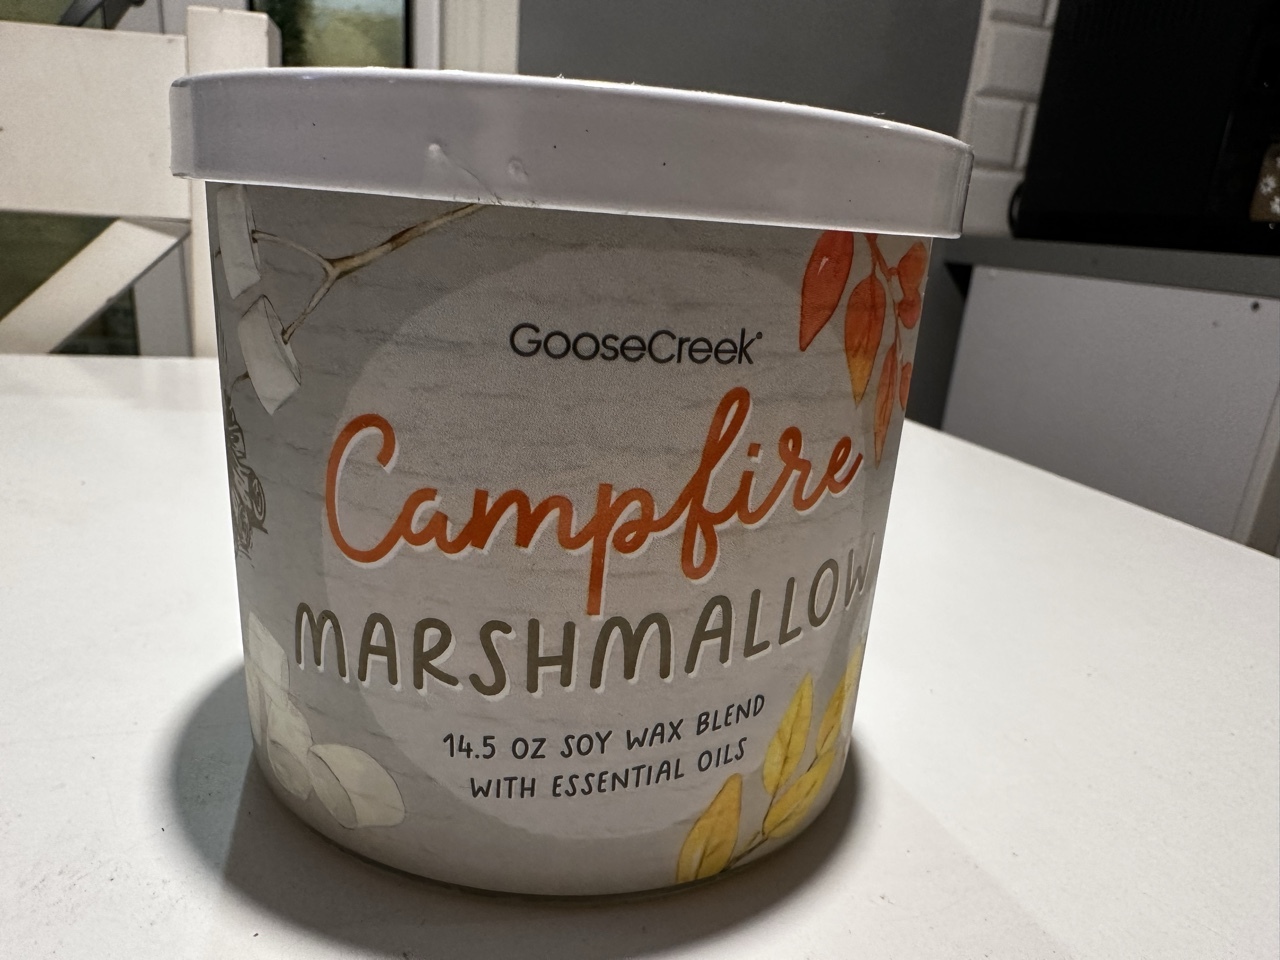 GooseCreek®
Campfire
MARSHMALLOW
14.5 OZ SOY WAX BLEND
WITH ESSENTIAL OILS